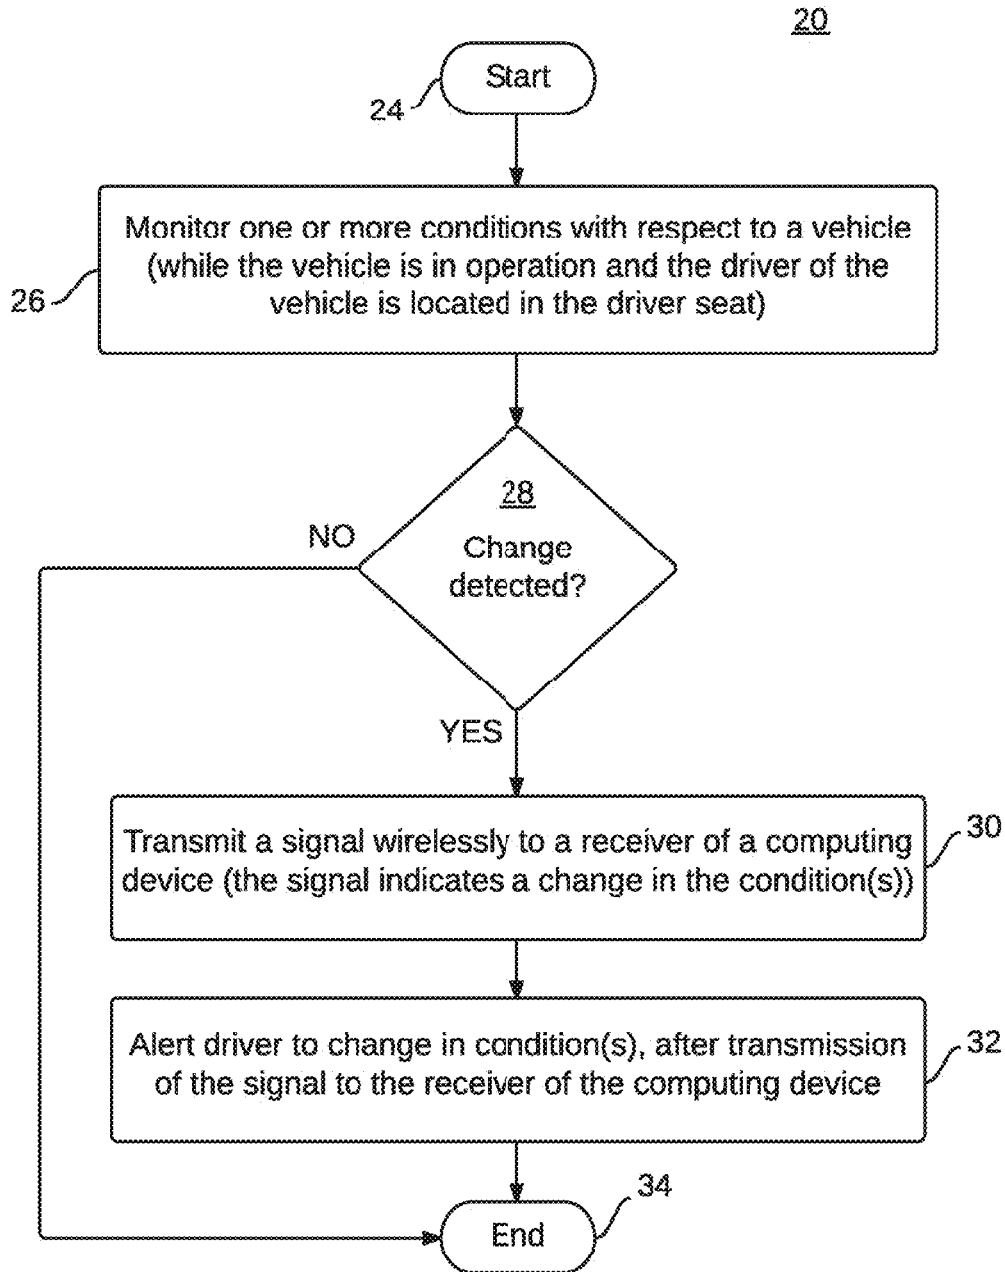 20
Start
24
Monitor one or more conditions with respect to a vehicle
(while the vehicle is in operation and the driver of the
vehicle is located in the driver seat)
26
28
NO
Change
detected?
YES
Transmit a signal wirelessly to a receiver of a computing
device (the signal indicates a change in the condition(s))
30
Alert driver to change in condition(s), after transmission
of the signal to the receiver of the computing device
32
34
End